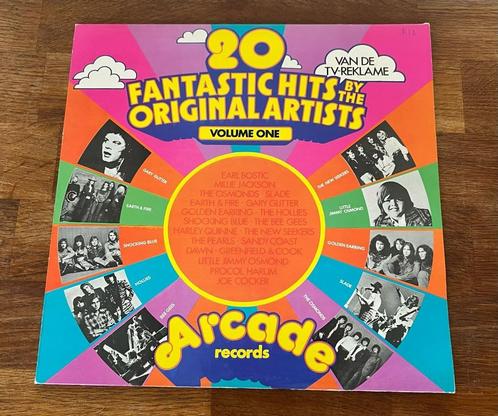 20
FANTASTIC HITS BY THE
ORIGINAL ARTISTS
VOLUME ONE
VAN DE
TV-REKLAME
EARL BOSTIC
MILLIE JACKSON
THE OSMONDS · SLADE
EARTH & FIRE · GARY GLITTER
GOLDEN EARRING · THE HOLLIES
SHOCKING BLUE · THE BEE GEES
HARLEY QUINNE · THE NEW SEEKERS
THE PEARLS · SANDY COAST
DAWN · GREENFIELD & COOK
LITTLE JIMMY OSMOND
PROCOL HARUM
JOE COCKER
GARY GLITTER
EARTH & FIRE
SHOCKING BLUE
HOLLIES
BEE GEES
THE NEW SEEKERS
LITTLE
JIMMY OSMOND
GOLDEN EARRING
SLADE
THE OSMONDS
Arcade
records